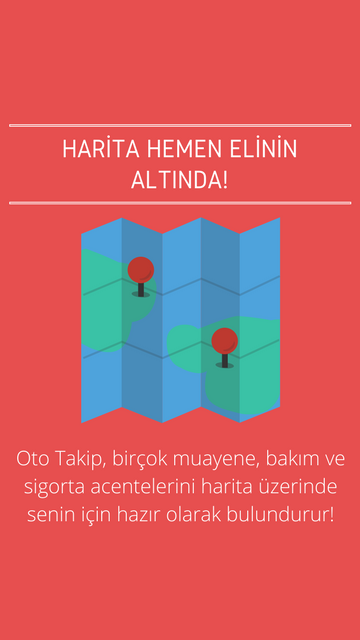 HARİTA HEMEN ELİNİN
ALTINDA!
Oto Takip, birçok muayene, bakım ve
sigorta acentelerini harita üzerinde
senin için hazır olarak bulundurur!